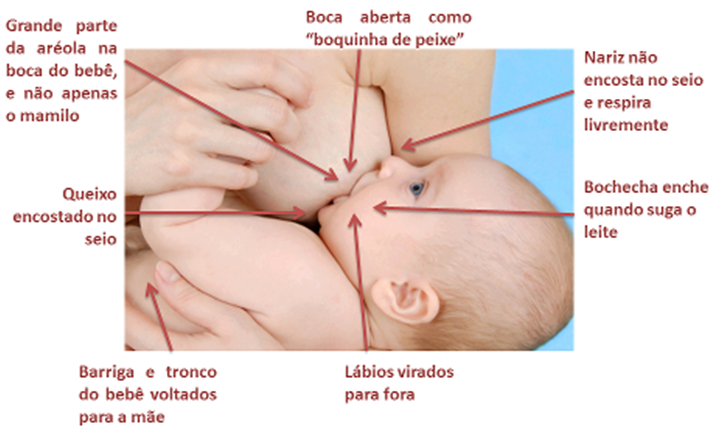 Grande parte
da aréola na
boca do bebê,
e não apenas
o mamilo
Boca aberta como
“boquinha de peixe”
Nariz não
encosta no seio
e respira
livremente
Queixo
encostado no
seio
Bochecha enche
quando suga o
leite
Barriga e tronco
do bebê voltados
para a mãe
Lábios virados
para fora